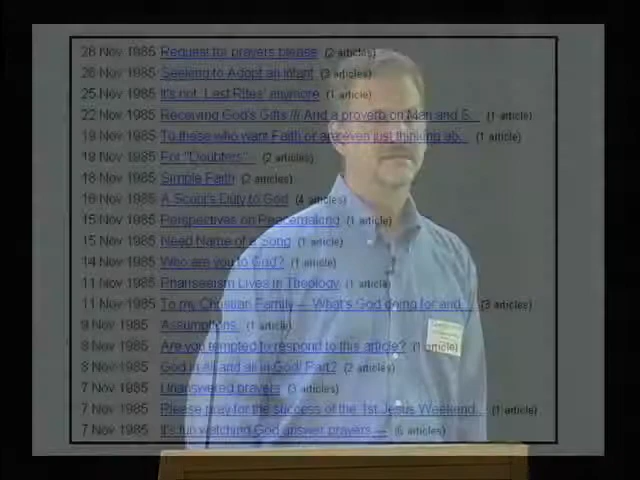 28 Nov 1985 Request for prayers please (2 articles)
26 Nov 1985 Seeking to Adopt an Infant (3 articles)
25 Nov 1985 It's not 'Last Rites' anymore (1 article)
22 Nov 1985 Receiving God's Gifts /// And a proverb on Man and S... (1 article)
19 Nov 1985 To these who want Faith or are even just thinking ab... (1 article)
19 Nov 1985 For "Doubters"... (2 articles)
18 Nov 1985 Simple Faith (2 articles)
16 Nov 1985 A Scout's Duty to God (4 articles)
15 Nov 1985 Perspectives on Peacemaking (1 article)
15 Nov 1985 Need Name of a Song (1 article)
14 Nov 1985 Who are you to God? (1 article)
11 Nov 1985 Phariseeism Lives in Theology (1 article)
11 Nov 1985 To my Christian Family -- What's God doing for and... (3 articles)
9 Nov 1985 Assumptions. (1 article)
8 Nov 1985 Are you tempted to respond to this article? (1 article)
8 Nov 1985 God in all and all in God! Part2 (2 articles)
7 Nov 1985 Unanswered prayers (3 articles)
7 Nov 1985 Please pray for the success of the 1st Jesus Weekend... (1 article)
7 Nov 1985 It's fun watching God answer prayers -- (6 articles)